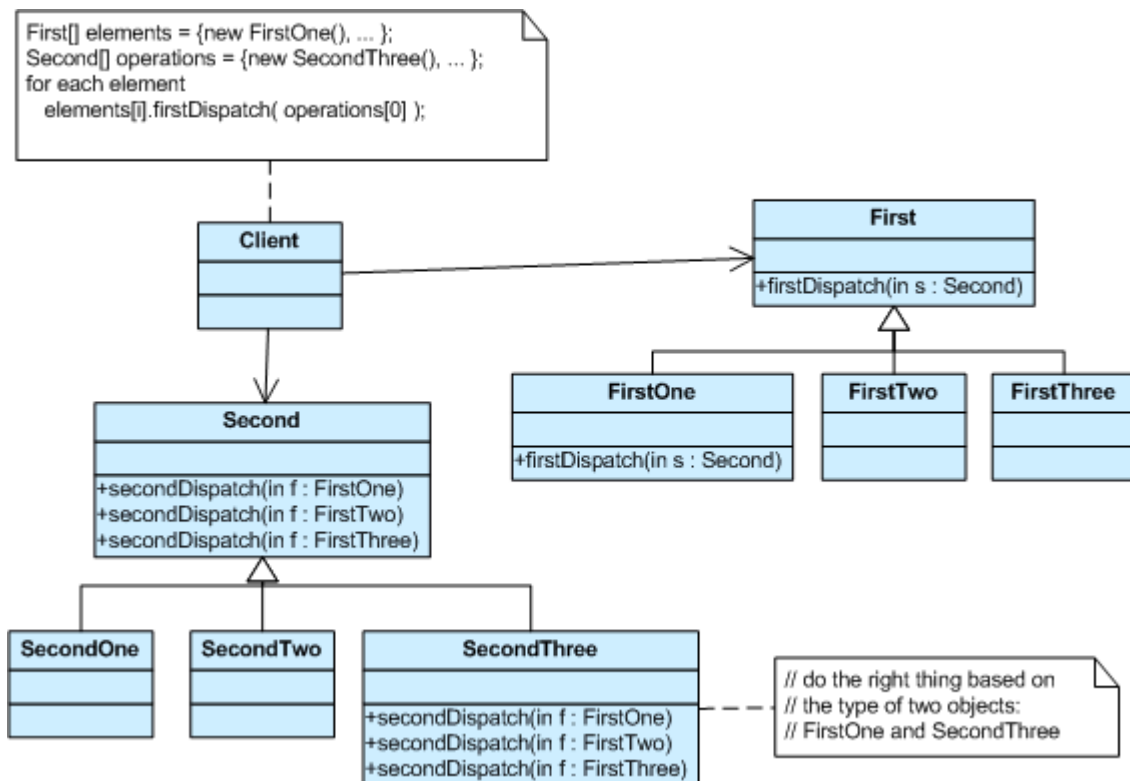 First[] elements = {new FirstOne(), ... };
Second[] operations = {new SecondThree(), ... };
for each element
elements[i].firstDispatch( operations[0] );
Client
First
+firstDispatch(in s : Second)
FirstOne
+firstDispatch(in s : Second)
FirstTwo
FirstThree
Second
+secondDispatch(in f : FirstOne)
+secondDispatch(in f : FirstTwo)
+secondDispatch(in f : FirstThree)
SecondOne
SecondTwo
SecondThree
+secondDispatch(in f : FirstOne)
+secondDispatch(in f : FirstTwo)
+secondDispatch(in f : FirstThree)
// do the right thing based on
// the type of two objects:
// FirstOne and SecondThree